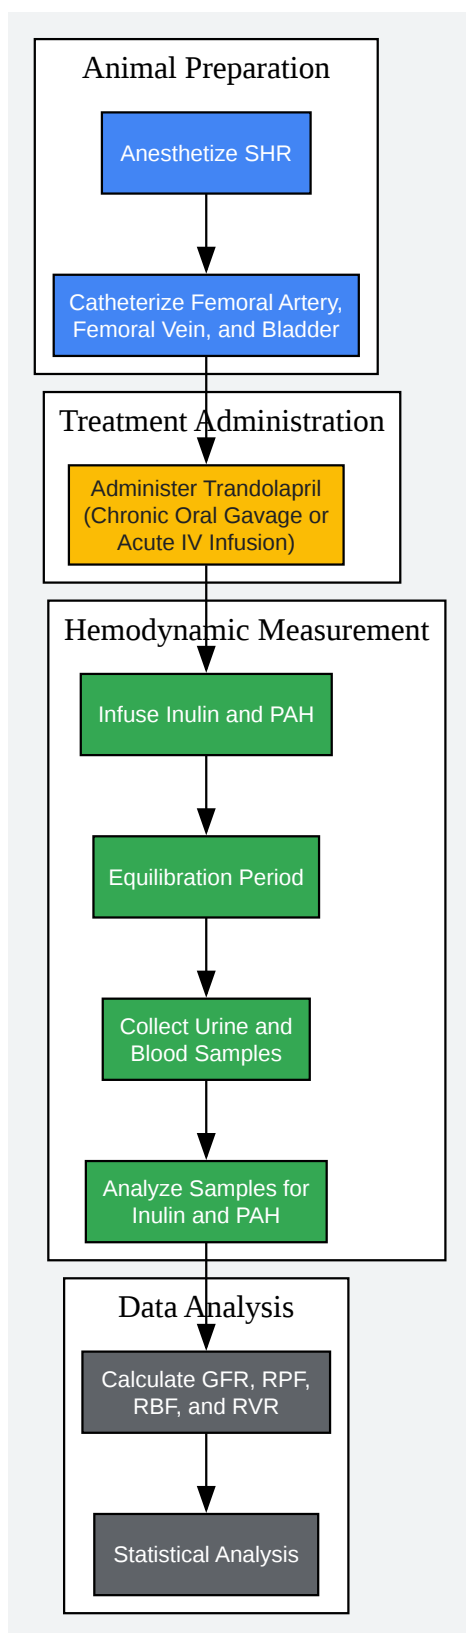 Animal Preparation
Anesthetize SHR
Catheterize Femoral Artery,
Femoral Vein, and Bladder
Treatment Administration
Administer Trandolapril
(Chronic Oral Gavage or
Acute IV Infusion)
Hemodynamic Measurement
Infuse Inulin and PAH
Equilibration Period
Collect Urine and
Blood Samples
Analyze Samples for
Inulin and PAH
Data Analysis
Calculate GFR, RPF,
RBF, and RVR
Statistical Analysis